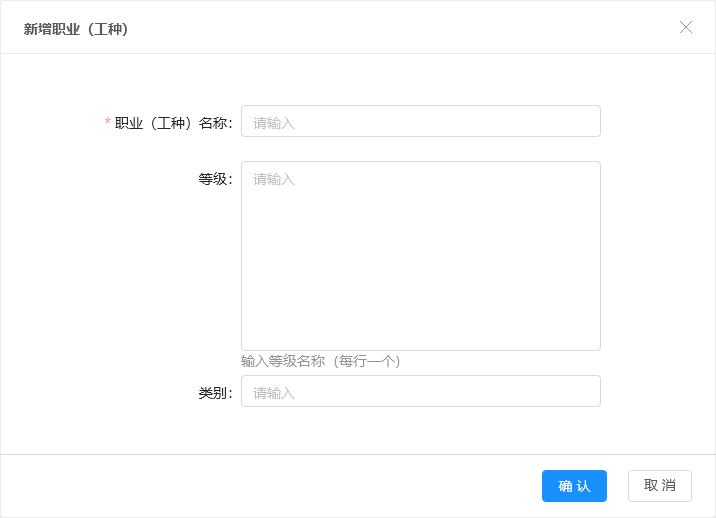 新增职业（工种）
* 职业（工种）名称：
请输入
等级：
请输入
输入等级名称（每行一个）
类别：
请输入
确 认
取 消